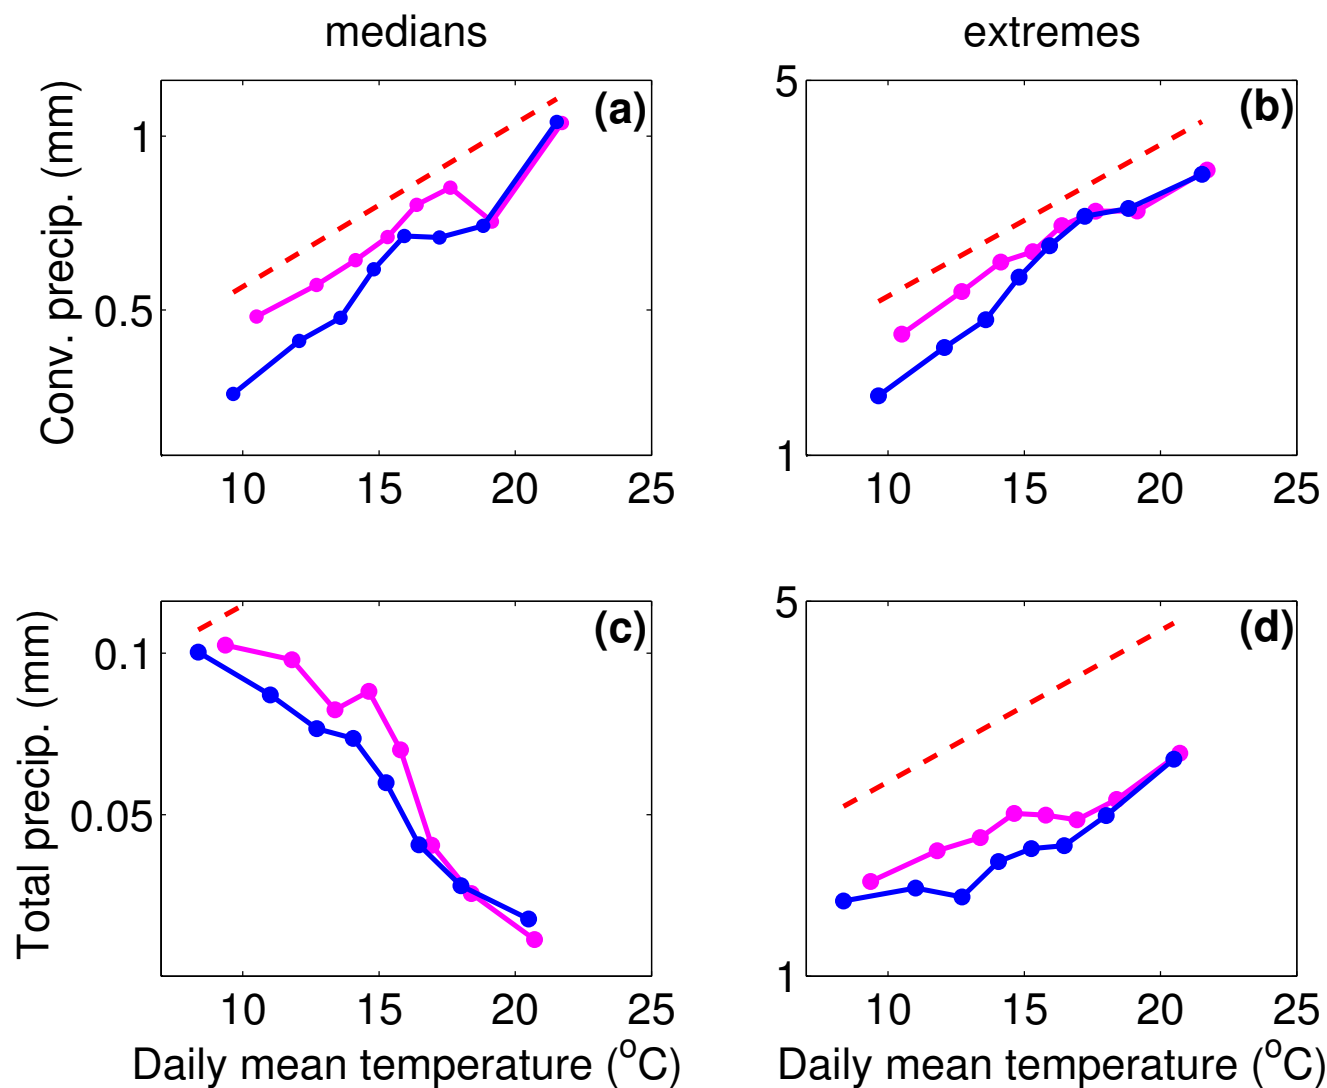 medians
extremes
(a)
1
0.5
Conv. precip. (mm)
10 15 20 25
(b)
5
1
10 15 20 25
(c)
0.1
0.05
Total precip. (mm)
10 15 20 25
Daily mean temperature (°C)
(d)
5
1
10 15 20 25
Daily mean temperature (°C)